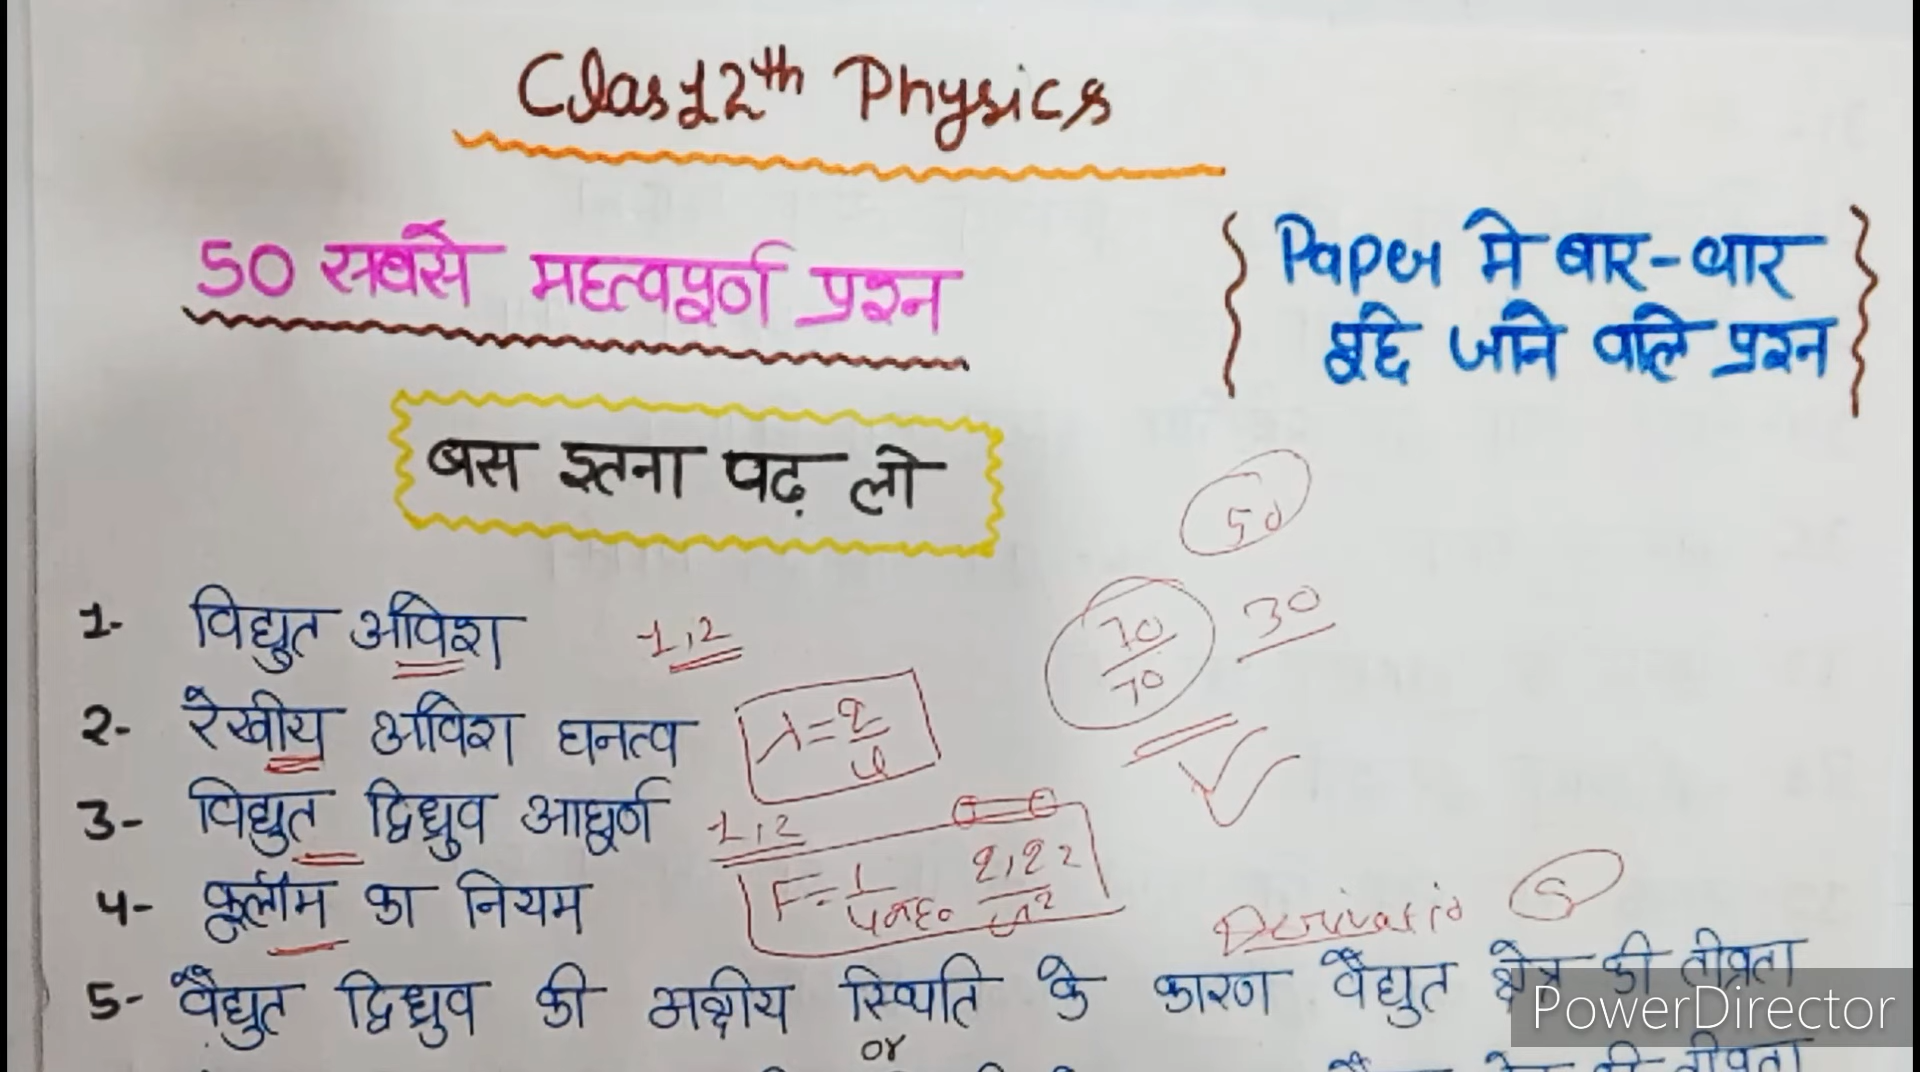 Class 12th Physics
50 सबसे महत्वपूर्ण प्रश्न
{ Paper मे बार-बार
पूछे जाने वाले प्रश्न }
बस इतना पढ़ लो
50
70/70 30
1- विद्युत आवेश 1,2
2- रेखीय आवेश घनत्व λ=q/l
3- विद्युत द्विध्रुव आघूर्ण 1,2
4- कूलॉम का नियम F=1/4πε₀ q₁q₂/r²
Derivatio 5
5- वैद्युत द्विध्रुव की अक्षीय स्थिति के कारण वैद्युत क्षेत्र की तीव्रता
or
वैद्युत क्षेत्र की तीव्रता
PowerDirector